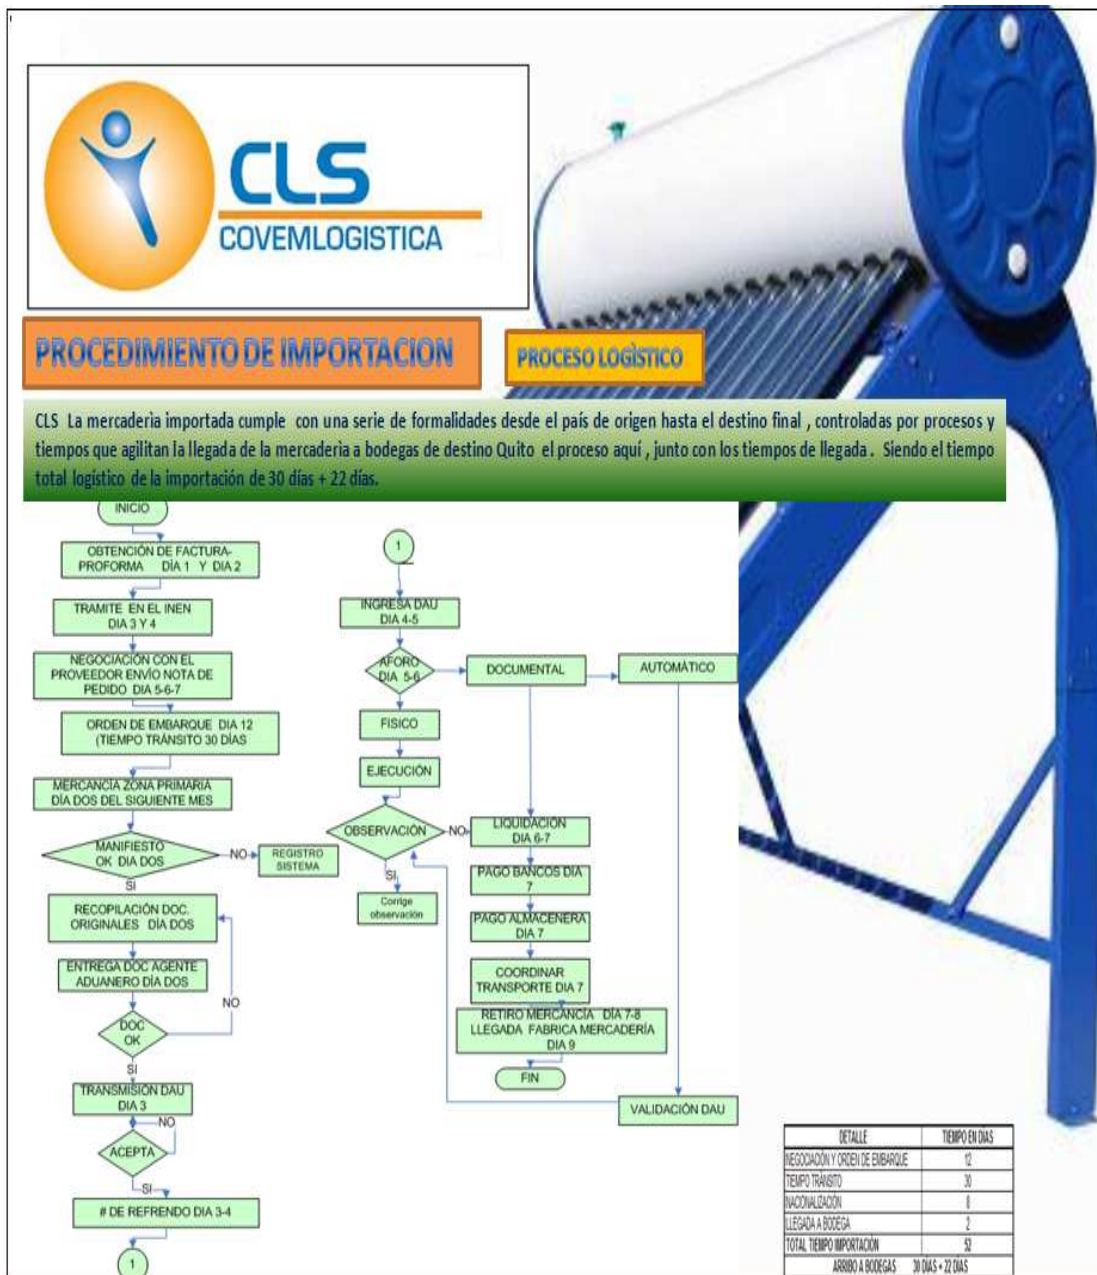 CLS
COVEMLOGISTICA
PROCEDIMIENTO DE IMPORTACION
PROCESO LOGÌSTICO
CLS La mercaderìa importada cumple con una serie de formalidades desde el país de origen hasta el destino final , controladas por procesos y
tiempos que agilitan la llegada de la mercaderìa a bodegas de destino Quito el proceso aquí , junto con los tiempos de llegada . Siendo el tiempo
total logístico de la importación de 30 días + 22 días.
INICIO
OBTENCIÓN DE FACTURA-
PROFORMA DÌA 1 Y DIA 2
TRAMITE EN EL INEN
DIA 3 Y 4
NEGOCIACIÓN CON EL
PROVEEDOR ENVÍO NOTA DE
PEDIDO DIA 5-6-7
ORDEN DE EMBARQUE DIA 12
(TIEMPO TRÁNSITO 30 DÍAS
MERCANCIA ZONA PRIMARIA
DÍA DOS DEL SIGUIENTE MES
MANIFIESTO
OK DIA DOS
NO
REGISTRO
SISTEMA
SI
RECOPILACIÓN DOC.
ORIGINALES DÍA DOS
ENTREGA DOC AGENTE
ADUANERO DÍA DOS
NO
DOC
OK
SI
TRANSMISIÓN DAU
DIA 3
NO
ACEPTA
SI
# DE REFRENDO DIA 3-4
1
1
INGRESA DAU
DIA 4-5
AFORO
DIA 5-6
DOCUMENTAL
AUTOMÁTICO
FISICO
EJECUCIÓN
OBSERVACIÓN
NO
SI
Corrige
observación
LIQUIDACIÓN
DIA 6-7
PAGO BANCOS DIA
7
PAGO ALMACENERA
DIA 7
COORDINAR
TRANSPORTE DIA 7
RETIRO MERCANCÍA DÍA 7-8
LLEGADA FABRICA MERCADERÍA
DIA 9
FIN
VALIDACIÓN DAU
DETALLE TIEMPO EN DÍAS
NEGOCIACIÓN Y ORDEN DE EMBARQUE 12
TIEMPO TRÁNSITO 30
NACIONALIZACIÓN 8
LLEGADA A BODEGA 2
TOTAL TIEMPO IMPORTACIÓN 52
ARRIBO A BODEGAS 30 DÍAS + 22 DÍAS